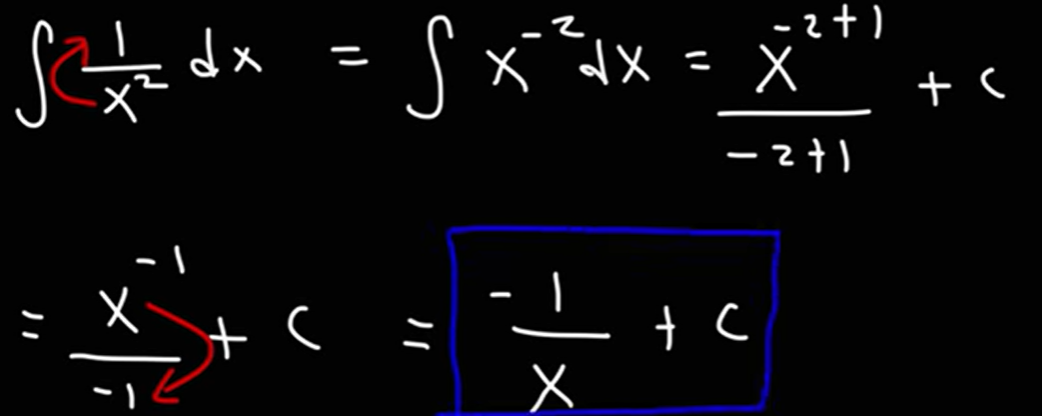 ∫ 1/x² dx = ∫ x⁻² dx = x⁻²⁺¹/(-2+1) + c
= x⁻¹/-1 + c = -1/x + c